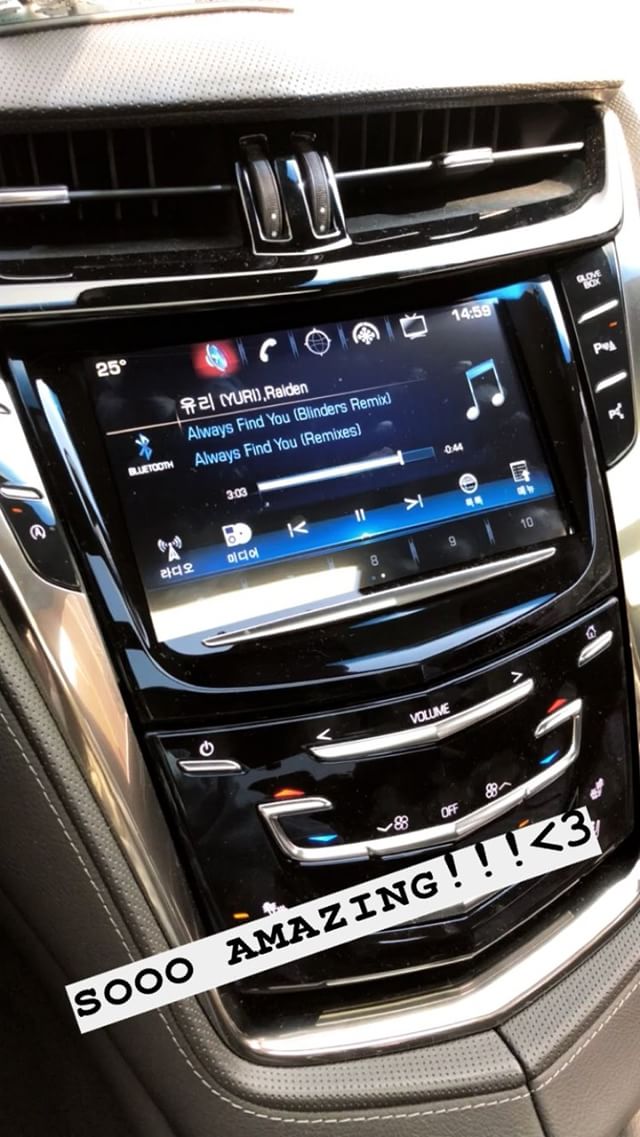 GLOVE BOX
25°
14:59
유리 (YURI),Raiden
Always Find You (Blinders Remix)
Always Find You (Remixes)
BLUETOOTH
3:03
-0:44
라디오
미디어
목록
메뉴
8
9
10
VOLUME
OFF
SOOO AMAZING!!!<3